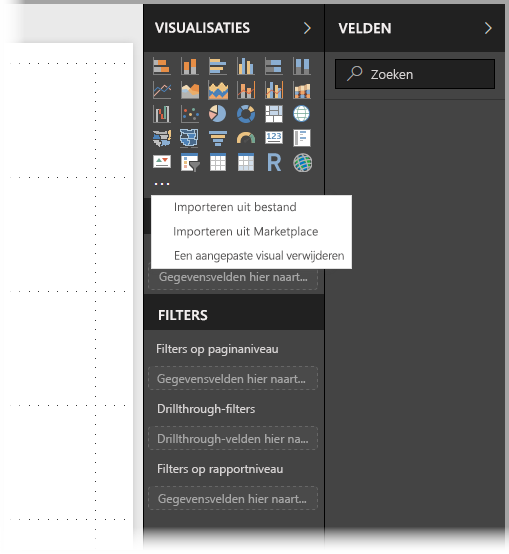 VISUALISATIES
VELDEN
Zoeken
123
R
Importeren uit bestand
Importeren uit Marketplace
Een aangepaste visual verwijderen
Gegevensvelden hier naart...
FILTERS
Filters op paginaniveau
Gegevensvelden hier naart...
Drillthrough-filters
Drillthrough-velden hier na...
Filters op rapportniveau
Gegevensvelden hier naart...